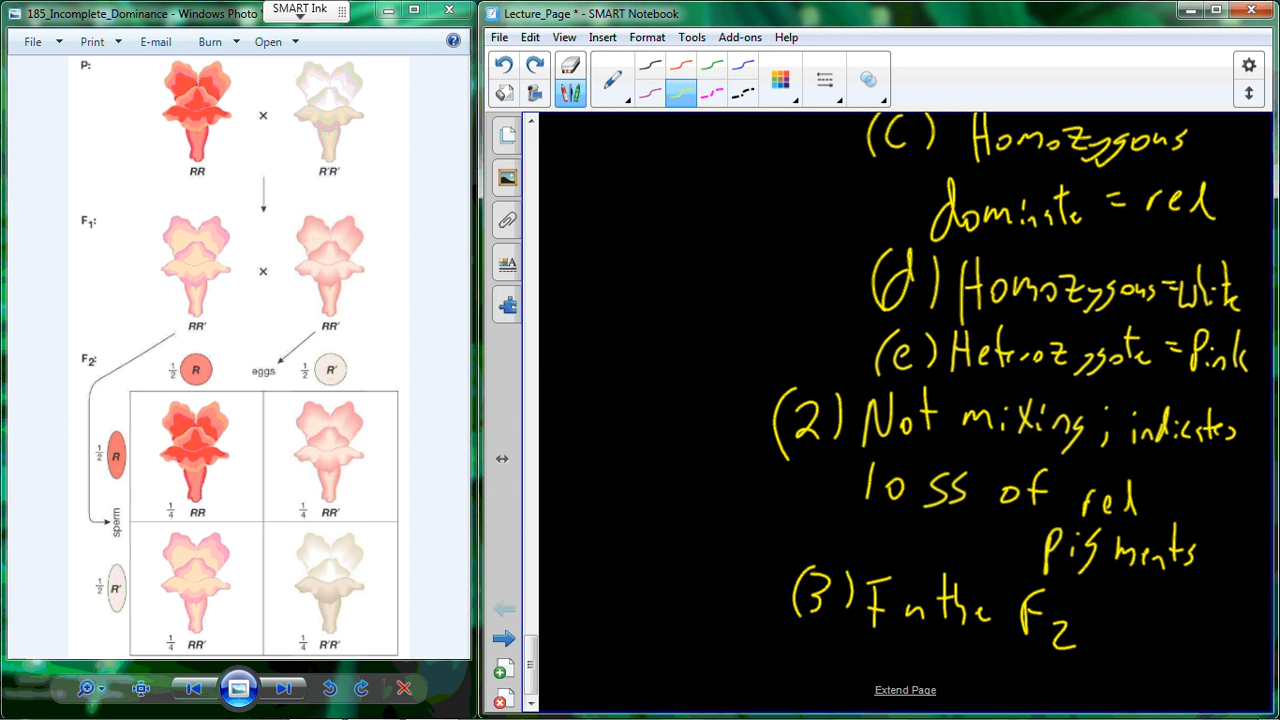 185_Incomplete_Dominance - Windows Photo V
SMART Ink
File Print E-mail Burn Open
P:
×
RR R'R'
F1:
×
RR' RR'
F2:
1/2 R eggs 1/2 R'
1/2 R
1/4 RR 1/4 RR'
sperm
1/2 R'
1/4 RR' 1/4 R'R'
Lecture_Page * - SMART Notebook
File Edit View Insert Format Tools Add-ons Help
(C) Homozygous
dominate = red
(d) Homozygous = White
(e) Hetrozygote = Pink
(2) Not mixing; indicates
loss of red
pigments
(3) In the F2
Extend Page